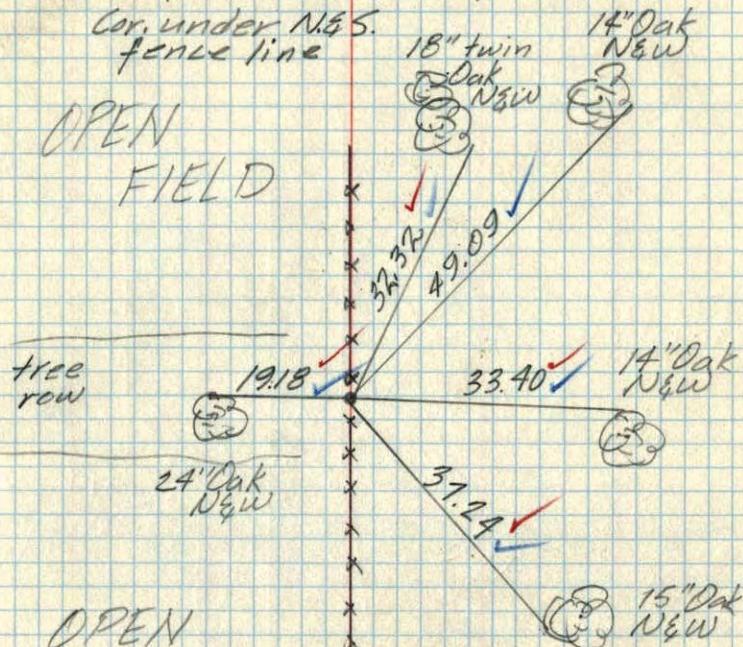 Cor. under N.&S.
fence line
18" twin
Oak
N&W
14" Oak
N&W
OPEN
FIELD
32.32
49.09
tree
row
19.18
33.40
14" Oak
N&W
24" Oak
N&W
37.24
15" Oak
N&W
OPEN